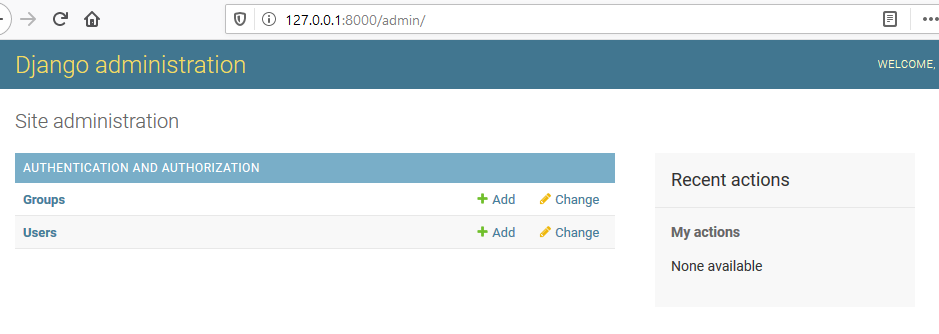 127.0.0.1:8000/admin/
Django administration
WELCOME,
Site administration
AUTHENTICATION AND AUTHORIZATION
Groups Add Change
Users Add Change
Recent actions
My actions
None available